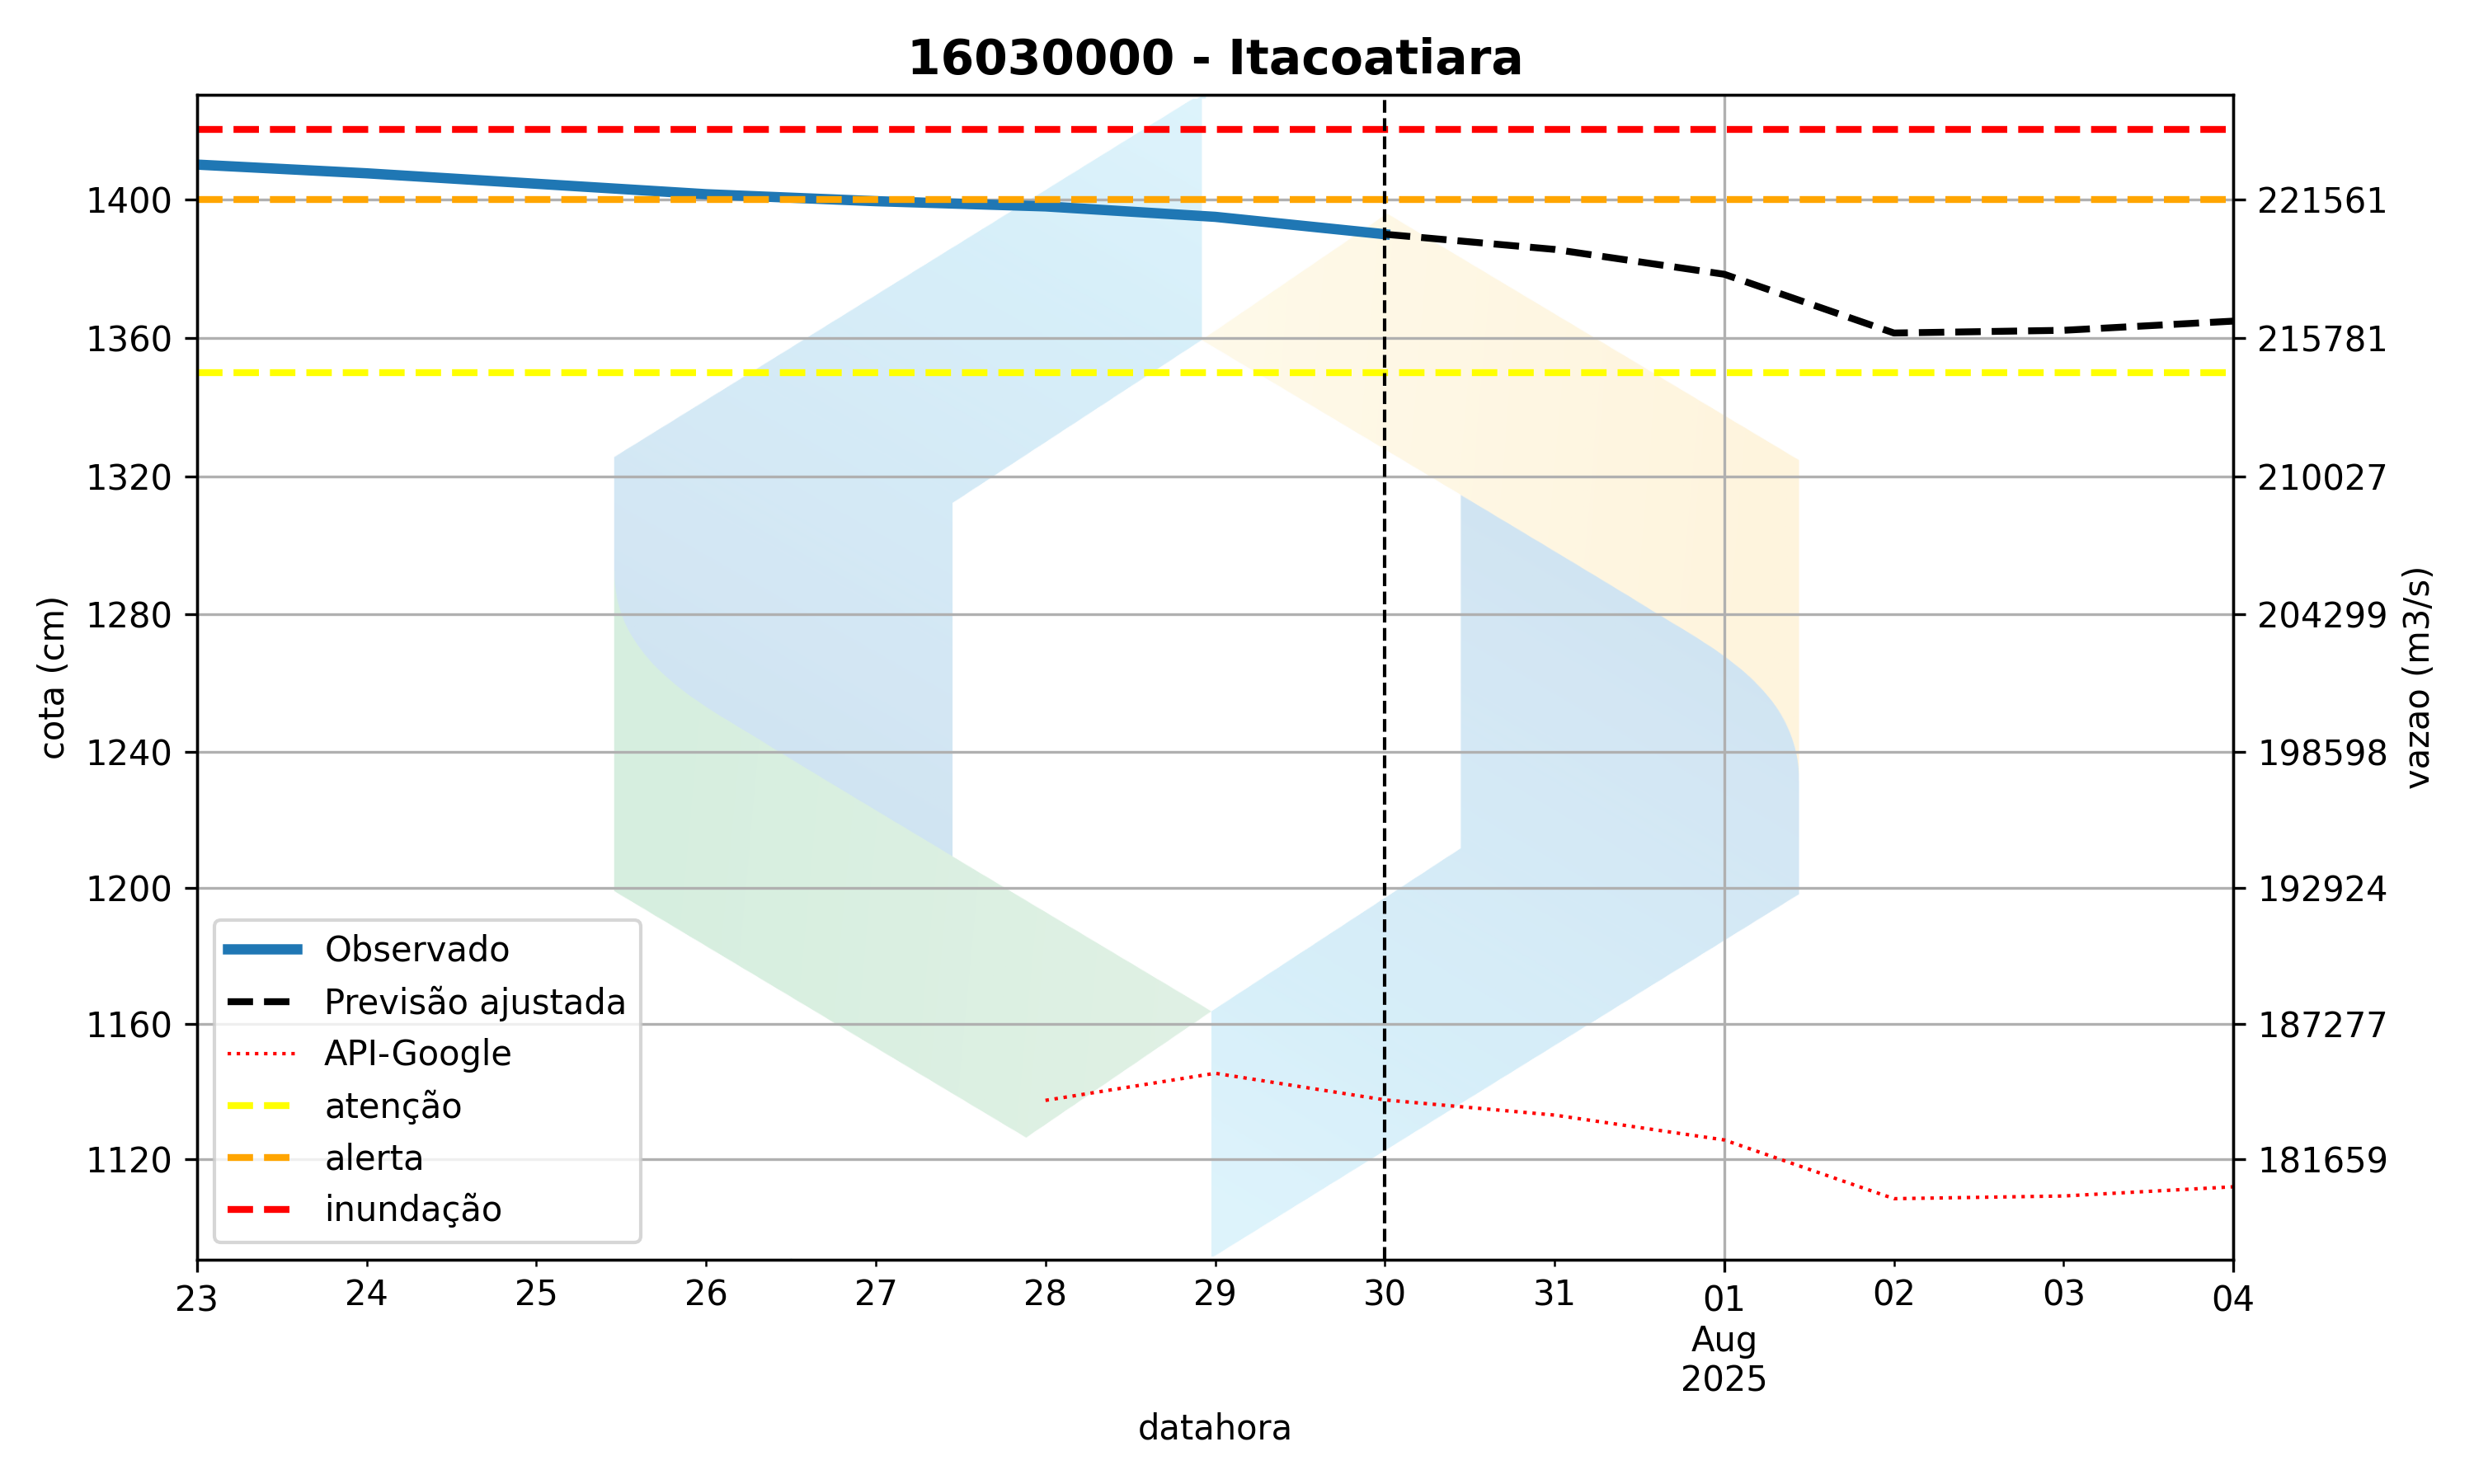 16030000 - Itacoatiara
1400
1360
1320
1280
1240
1200
1160
1120
cota (cm)
221561
215781
210027
204299
198598
192924
187277
181659
vazao (m3/s)
Observado
Previsão ajustada
API-Google
atenção
alerta
inundação
23 24 25 26 27 28 29 30 31 01 02 03 04
Aug
2025
datahora